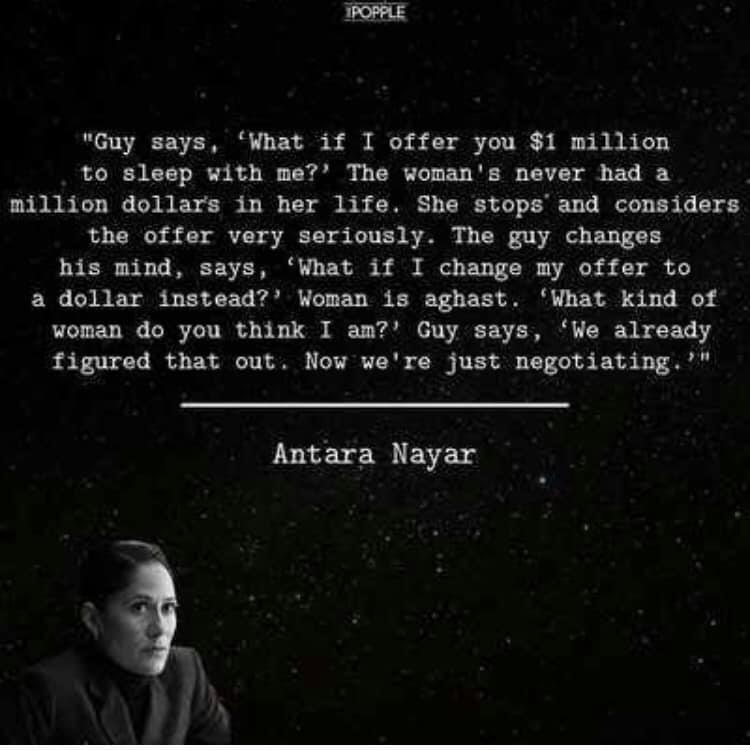 THE POPPLE
"Guy says, ‘What if I offer you $1 million
to sleep with me?’ The woman's never had a
million dollar's in her life. She stops and considers
the offer very seriously. The guy changes
his mind, says, ‘What if I change my offer to
a dollar instead?’ Woman is aghast. ‘What kind of
woman do you think I am?’ Guy says, ‘We already
figured that out. Now we're just negotiating.’"
Antara Nayar